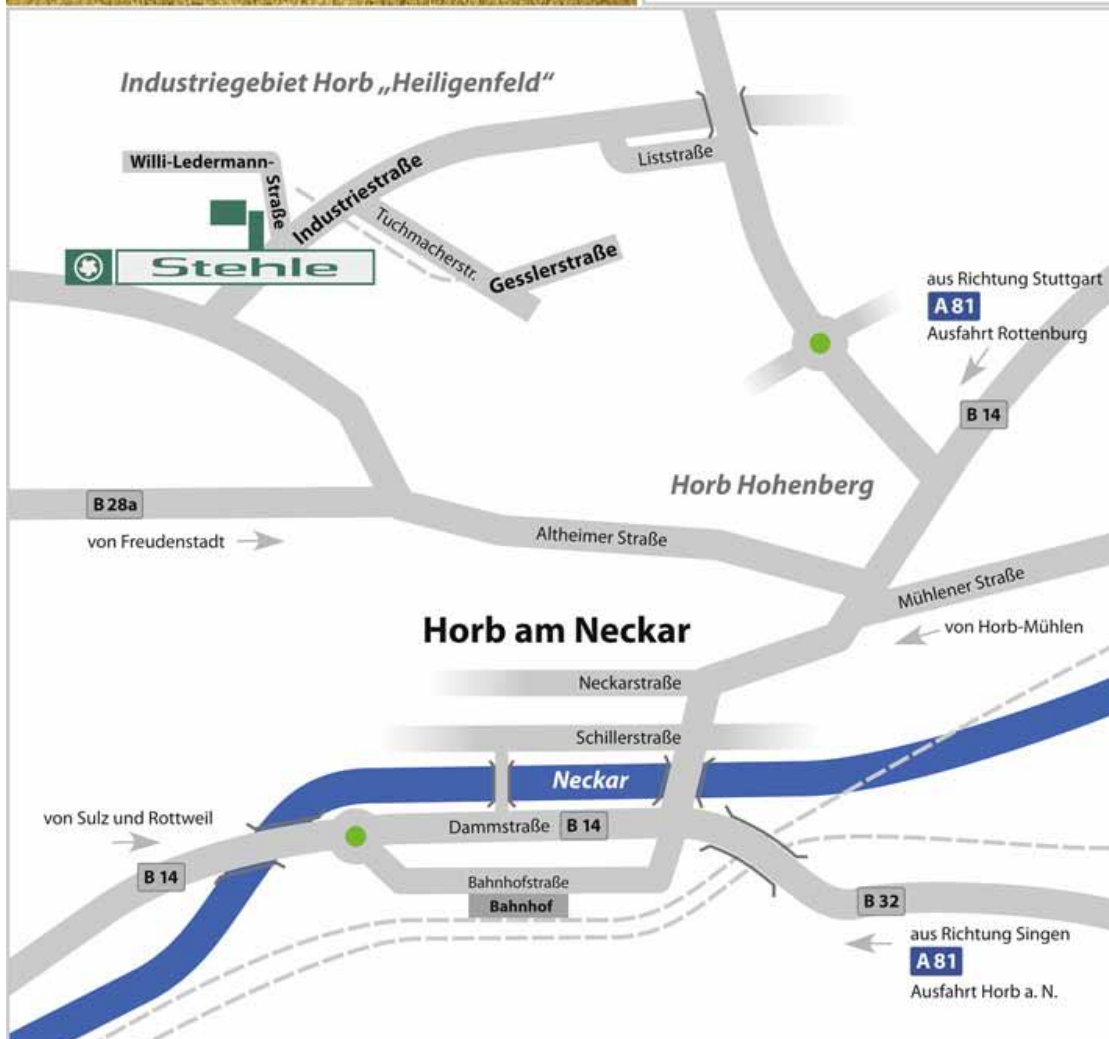 Industriegebiet Horb „Heiligenfeld“
Willi-Ledermann-
Straße
Industriestraße
Liststraße
Tuchmacherstr.
Gesslerstraße
Stehle
aus Richtung Stuttgart
A 81
Ausfahrt Rottenburg
B 14
Horb Hohenberg
B 28a
von Freudenstadt
Altheimer Straße
Mühlener Straße
von Horb-Mühlen
Horb am Neckar
Neckarstraße
Schillerstraße
Neckar
von Sulz und Rottweil
Dammstraße B 14
B 14
Bahnhofstraße
Bahnhof
B 32
aus Richtung Singen
A 81
Ausfahrt Horb a. N.